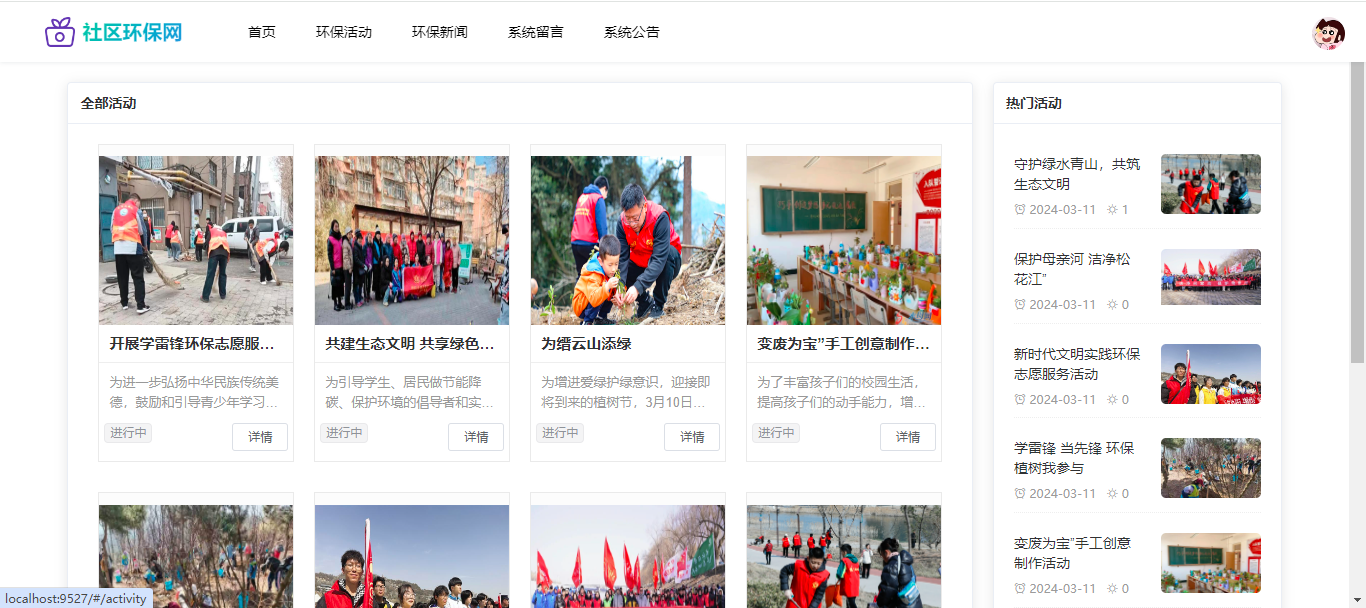 社区环保网
首页
环保活动
环保新闻
系统留言
系统公告
全部活动
开展学雷锋环保志愿服...
为进一步弘扬中华民族传统美
德，鼓励和引导青少年学习...
进行中
详情
共建生态文明 共享绿色...
为引导学生、居民做节能降
碳、保护环境的倡导者和实...
进行中
详情
为缙云山添绿
为增进爱绿护绿意识，迎接即
将到来的植树节，3月10日...
进行中
详情
变废为宝”手工创意制作...
为了丰富孩子们的校园生活，
提高孩子们的动手能力，增...
进行中
详情
热门活动
守护绿水青山，共筑
生态文明
2024-03-11 1
保护母亲河 洁净松
花江”
2024-03-11 0
新时代文明实践环保
志愿服务活动
2024-03-11 0
学雷锋 当先锋 环保
植树我参与
2024-03-11 0
变废为宝”手工创意
制作活动
2024-03-11 0
localhost:9527/#/activity